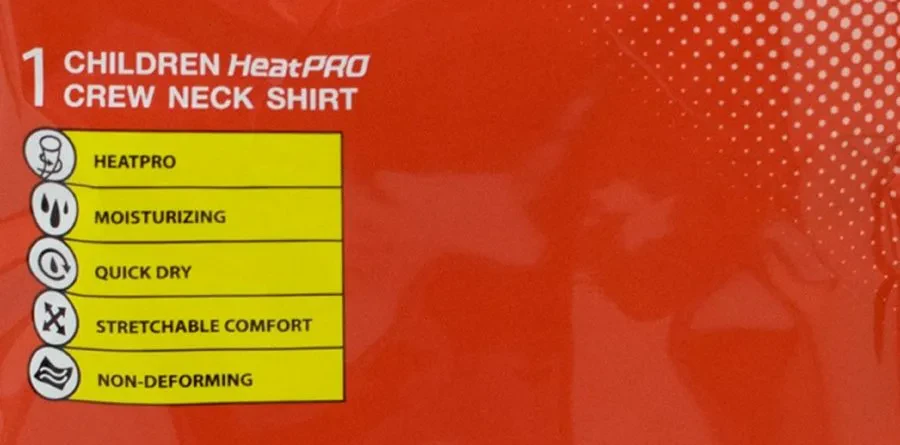 1 CHILDREN HeatPRO
CREW NECK SHIRT
HEATPRO
MOISTURIZING
QUICK DRY
STRETCHABLE COMFORT
NON-DEFORMING